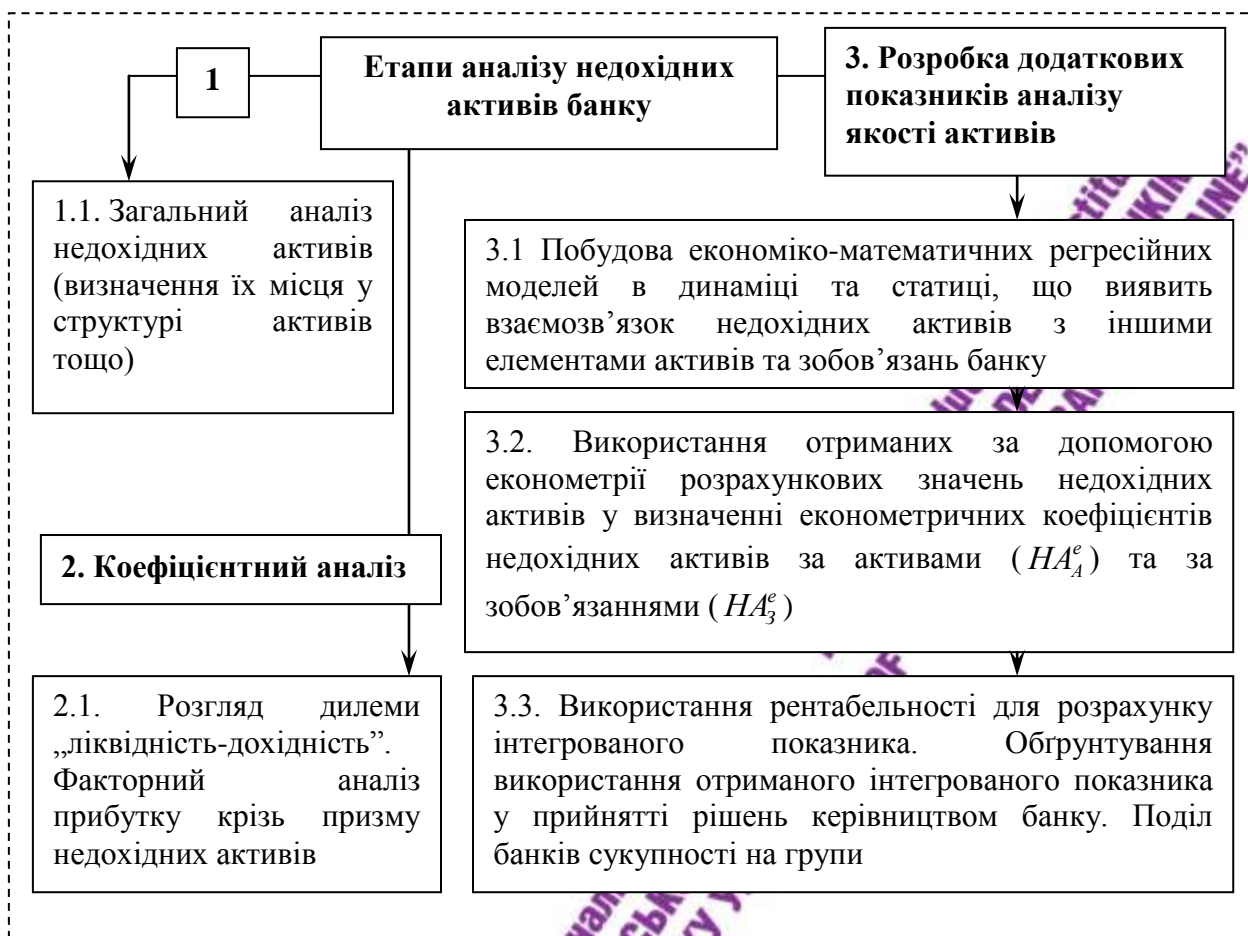 1
Етапи аналізу недохідних
активів банку
3. Розробка додаткових
показників аналізу
якості активів
1.1. Загальний аналіз
недохідних активів
(визначення їх місця у
структурі активів
тощо)
3.1 Побудова економіко-математичних регресійних
моделей в динаміці та статиці, що виявить
взаємозв’язок недохідних активів з іншими
елементами активів та зобов’язань банку
3.2. Використання отриманих за допомогою
економетрії розрахункових значень недохідних
активів у визначенні економетричних коефіцієнтів
недохідних активів за активами (НА^е_А) та за
зобов’язаннями (НА^е_З)
2. Коефіцієнтний аналіз
2.1. Розгляд дилеми
„ліквідність-дохідність”.
Факторний аналіз
прибутку крізь призму
недохідних активів
3.3. Використання рентабельності для розрахунку
інтегрованого показника. Обґрунтування
використання отриманого інтегрованого показника
у прийнятті рішень керівництвом банку. Поділ
банків сукупності на групи